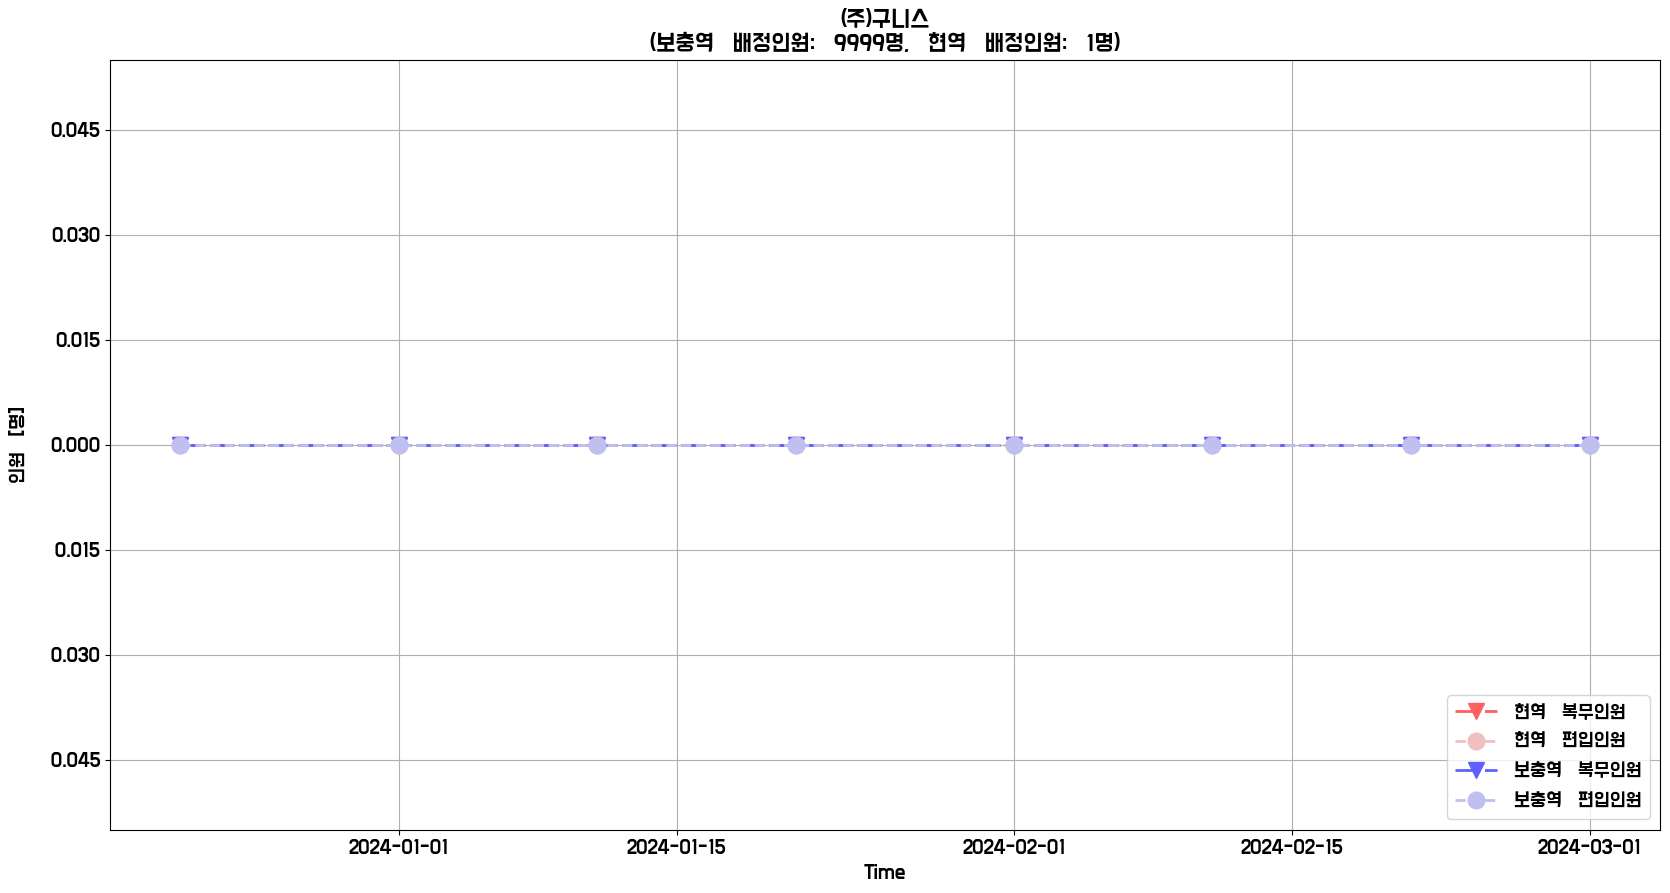 (주)구니스
(보충역 배정인원: 9999명, 현역 배정인원: 1명)
인원 [명]
0.045
0.030
0.015
0.000
0.015
0.030
0.045
현역 복무인원
현역 편입인원
보충역 복무인원
보충역 편입인원
2024-01-01 2024-01-15 2024-02-01 2024-02-15 2024-03-01
Time